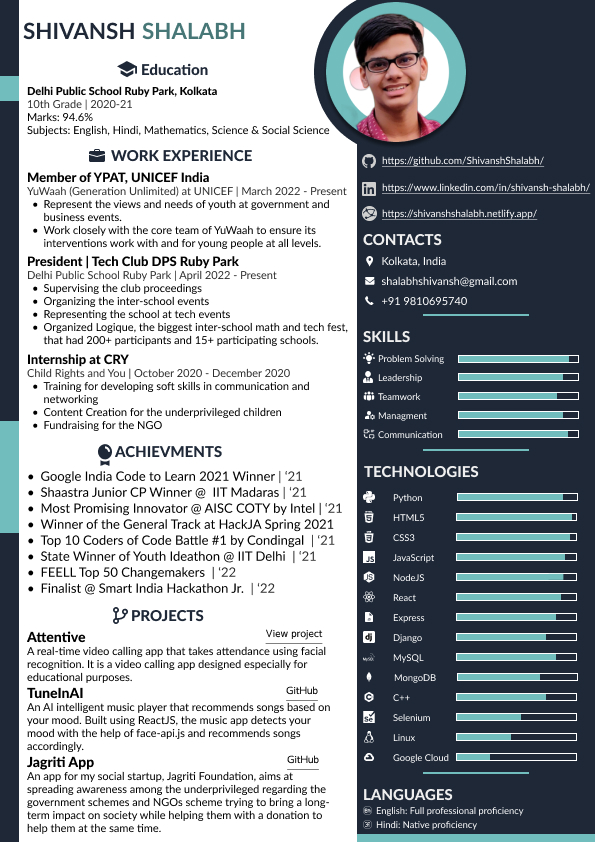 SHIVANSH SHALABH
Education
Delhi Public School Ruby Park, Kolkata
10th Grade | 2020-21
Marks: 94.6%
Subjects: English, Hindi, Mathematics, Science & Social Science
WORK EXPERIENCE
Member of YPAT, UNICEF India
YuWaah (Generation Unlimited) at UNICEF | March 2022 - Present
• Represent the views and needs of youth at government and
business events.
• Work closely with the core team of YuWaah to ensure its
interventions work with and for young people at all levels.
President | Tech Club DPS Ruby Park
Delhi Public School Ruby Park | April 2022 - Present
• Supervising the club proceedings
• Organizing the inter-school events
• Representing the school at tech events
• Organized Logique, the biggest inter-school math and tech fest,
that had 200+ participants and 15+ participating schools.
Internship at CRY
Child Rights and You | October 2020 - December 2020
• Training for developing soft skills in communication and
networking
• Content Creation for the underprivileged children
• Fundraising for the NGO
ACHIEVMENTS
• Google India Code to Learn 2021 Winner | ‘21
• Shaastra Junior CP Winner @ IIT Madaras | ‘21
• Most Promising Innovator @ AISC COTY by Intel | ‘21
• Winner of the General Track at HackJA Spring 2021
• Top 10 Coders of Code Battle #1 by Condingal | ‘21
• State Winner of Youth Ideathon @ IIT Delhi | ‘21
• FEELL Top 50 Changemakers | ‘22
• Finalist @ Smart India Hackathon Jr. | ‘22
PROJECTS
Attentive View project
A real-time video calling app that takes attendance using facial
recognition. It is a video calling app designed especially for
educational purposes.
TuneInAI GitHub
An AI intelligent music player that recommends songs based on
your mood. Built using ReactJS, the music app detects your
mood with the help of face-api.js and recommends songs
accordingly.
Jagriti App GitHub
An app for my social startup, Jagriti Foundation, aims at
spreading awareness among the underprivileged regarding the
government schemes and NGOs scheme trying to bring a long-
term impact on society while helping them with a donation to
help them at the same time.
https://github.com/ShivanshShalabh/
https://www.linkedin.com/in/shivansh-shalabh/
https://shivanshshalabh.netlify.app/
CONTACTS
Kolkata, India
shalabhshivansh@gmail.com
+91 9810695740
SKILLS
Problem Solving
Leadership
Teamwork
Managment
Communication
TECHNOLOGIES
Python
HTML5
CSS3
JavaScript
NodeJS
React
Express
Django
MySQL
MongoDB
C++
Selenium
Linux
Google Cloud
LANGUAGES
English: Full professional proficiency
Hindi: Native proficiency